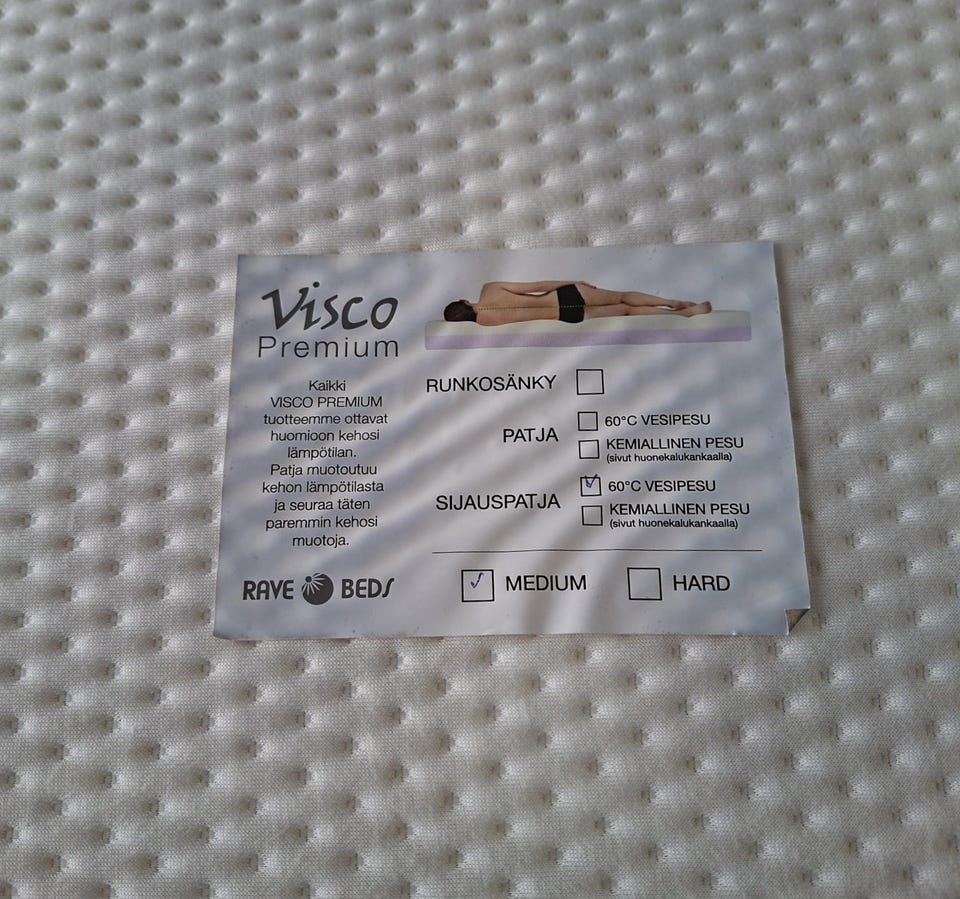 Visco
Premium
Kaikki
VISCO PREMIUM
tuotteemme ottavat
huomioon kehosi
lämpötilan.
Patja muotoutuu
kehon lämpötilasta
ja seuraa täten
paremmin kehosi
muotoja.
RAVE BEDS
RUNKOSÄNKY
PATJA
60°C VESIPESU
KEMIALLINEN PESU
(sivut huonekalukankaalla)
SIJAUSPATJA
60°C VESIPESU
KEMIALLINEN PESU
(sivut huonekalukankaalla)
MEDIUM
HARD